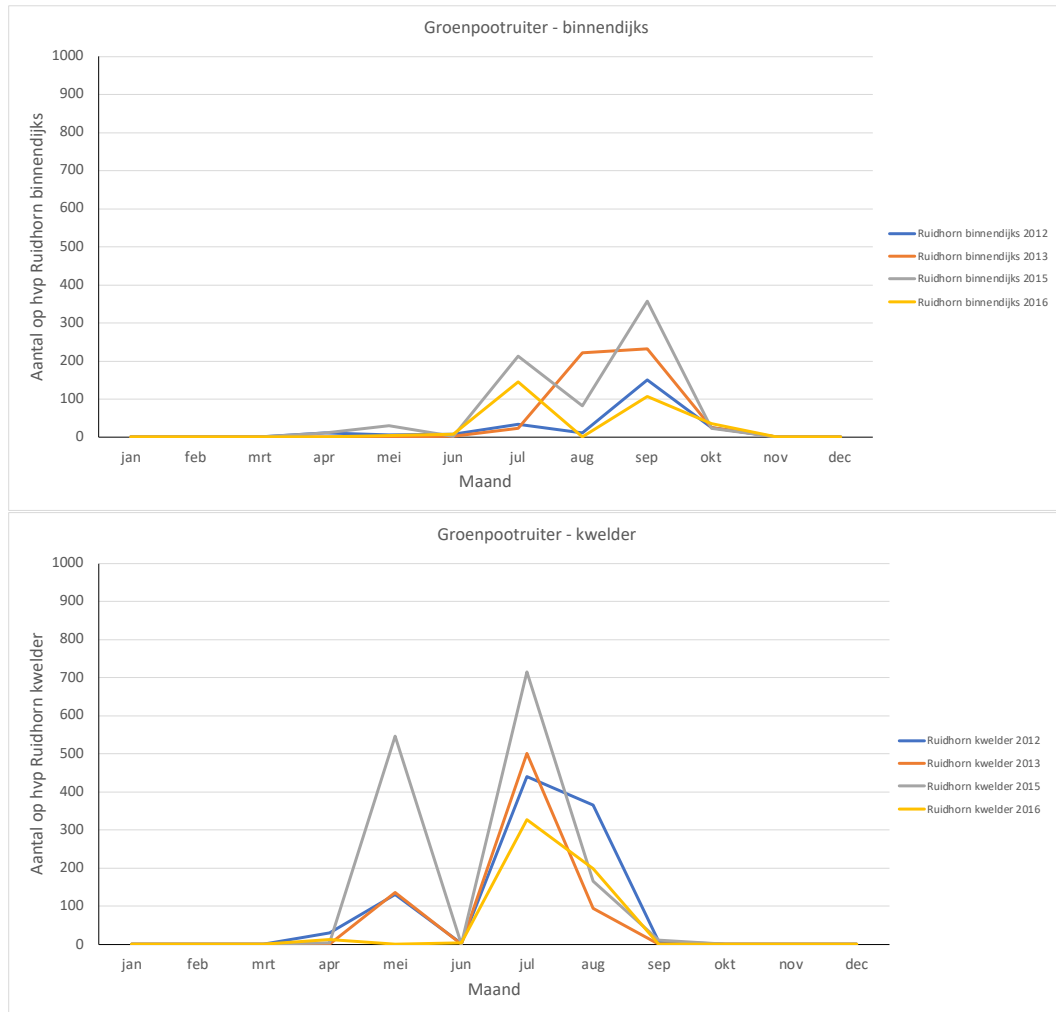 Groenpootruiter - binnendijks
1000
900
800
700
600
500
400
300
200
100
0
Aantal op hvp Ruidhorn binnendijks
jan feb mrt apr mei jun jul aug sep okt nov dec
Maand
Ruidhorn binnendijks 2012
Ruidhorn binnendijks 2013
Ruidhorn binnendijks 2015
Ruidhorn binnendijks 2016
Groenpootruiter - kwelder
1000
900
800
700
600
500
400
300
200
100
0
Aantal op hvp Ruidhorn kwelder
jan feb mrt apr mei jun jul aug sep okt nov dec
Maand
Ruidhorn kwelder 2012
Ruidhorn kwelder 2013
Ruidhorn kwelder 2015
Ruidhorn kwelder 2016